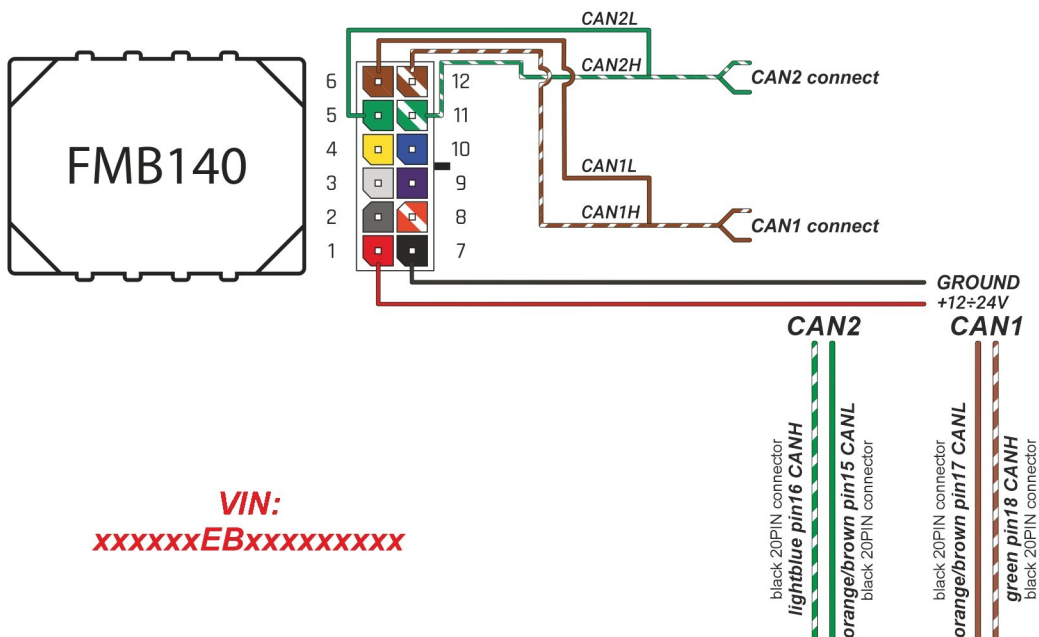 CAN2L
CAN2H
CAN2 connect
FMB140
6 12
5 11
4 10
3 9
2 8
1 7
CAN1L
CAN1H
CAN1 connect
GROUND
+12÷24V
CAN2
CAN1
black 20PIN connector
lightblue pin16 CANH
orange/brown pin15 CANL
black 20PIN connector
black 20PIN connector
orange/brown pin17 CANL
green pin18 CANH
black 20PIN connector
VIN:
xxxxxxEBxxxxxxxxx